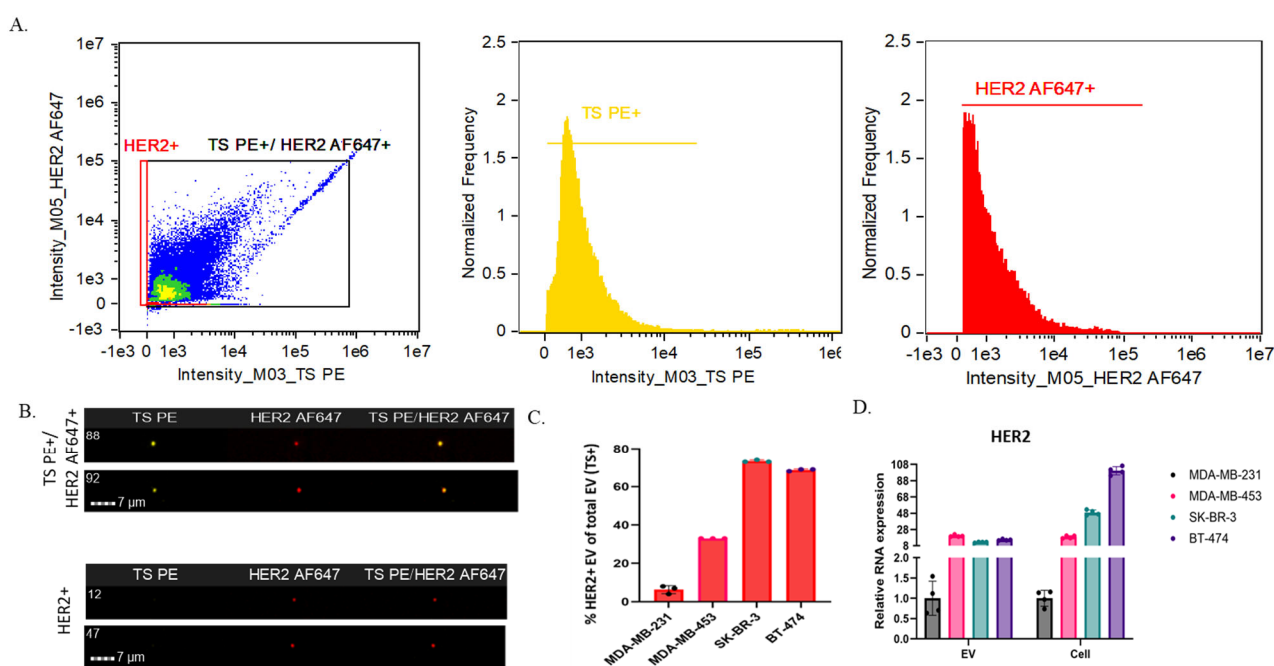 A.
1e7
1e6
1e5
1e4
1e3
0
-1e3
Intensity_M05_HER2 AF647
HER2+
TS PE+/ HER2 AF647+
-1e3 0 1e3 1e4 1e5 1e6 1e7
Intensity_M03_TS PE
2.5
2
1.5
1
0.5
0
Normalized Frequency
TS PE+
0 1e3 1e4 1e5 1e6
Intensity_M03_TS PE
2.5
2
1.5
1
0.5
0
Normalized Frequency
HER2 AF647+
-1e3 0 1e3 1e4 1e5 1e6 1e7
Intensity_M05_HER2 AF647
B.
TS PE+/
HER2 AF647+
TS PE HER2 AF647 TS PE/HER2 AF647
88
92
7 μm
HER2+
TS PE HER2 AF647 TS PE/HER2 AF647
12
47
7 μm
C.
% HER2+ EV of total EV (TS+)
80
60
40
20
0
MDA-MB-231
MDA-MB-453
SK-BR-3
BT-474
D.
HER2
Relative RNA expression
108
88
68
48
28
8
2.0
1.5
1.0
0.5
0.0
EV Cell
MDA-MB-231
MDA-MB-453
SK-BR-3
BT-474